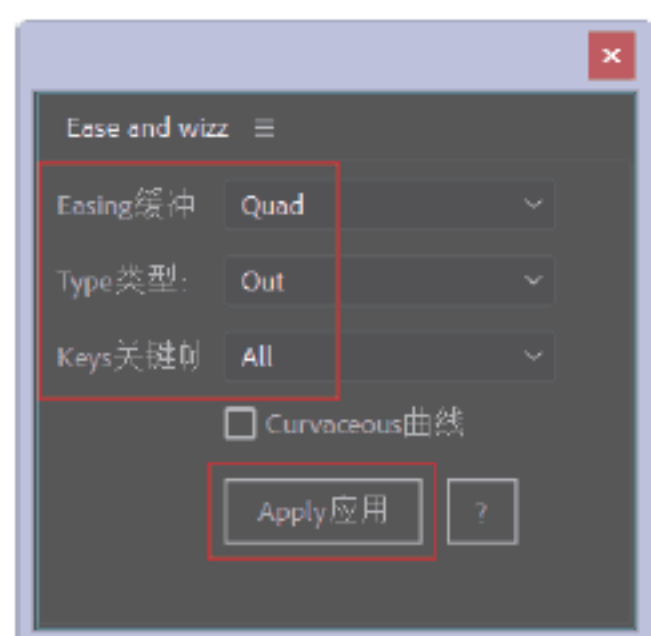 Ease and wizz
Easing缓冲 Quad
Type类型: Out
Keys关键帧 All
Curvaceous曲线
Apply应用 ?